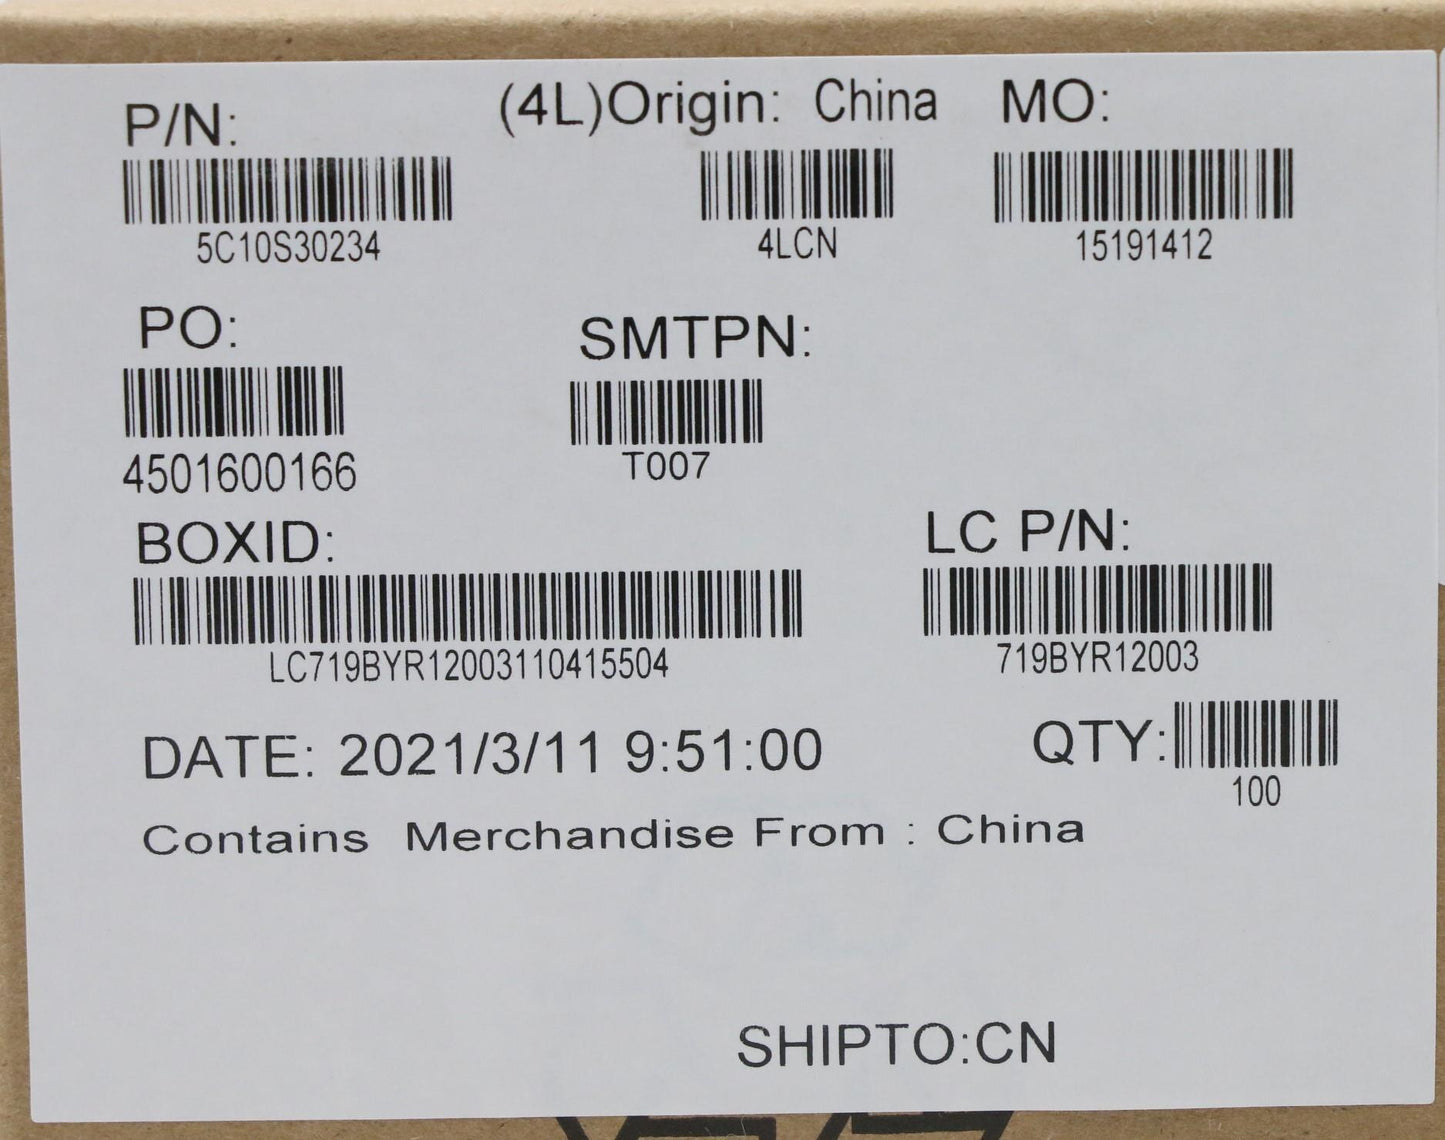 P/N: (4L)Origin: China MO:
5C10S30234 4LCN 15191412
PO: SMTPN:
4501600166 T007
BOXID: LC P/N:
LC719BYR12003110415504 719BYR12003
DATE: 2021/3/11 9:51:00 QTY:
100
Contains Merchandise From : China
SHIPTO:CN